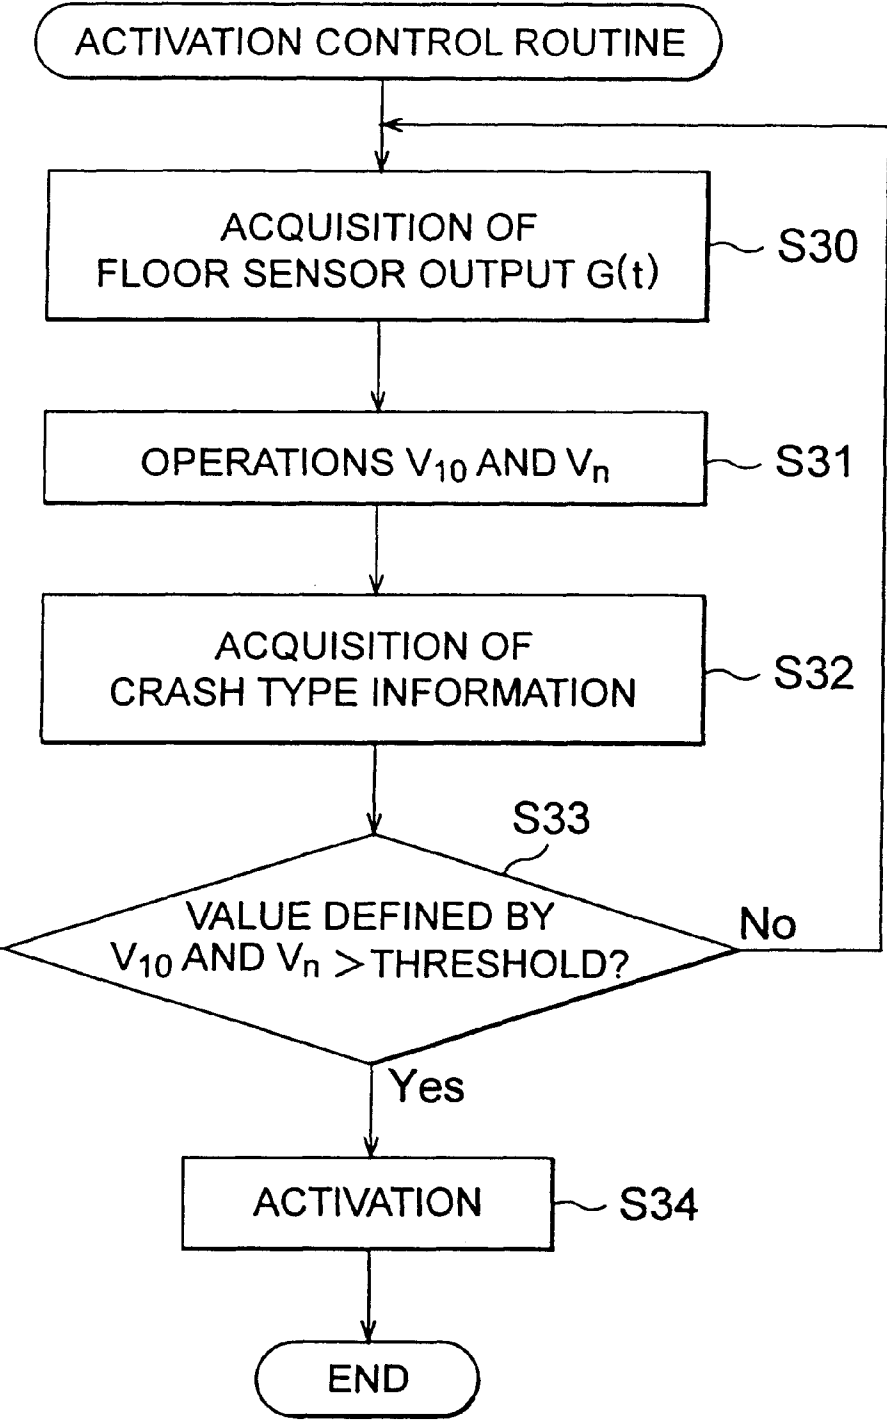 ACTIVATION CONTROL ROUTINE
ACQUISITION OF
FLOOR SENSOR OUTPUT G(t)
S30
OPERATIONS V10 AND Vn
S31
ACQUISITION OF
CRASH TYPE INFORMATION
S32
S33
VALUE DEFINED BY
V10 AND Vn > THRESHOLD?
No
Yes
ACTIVATION
S34
END